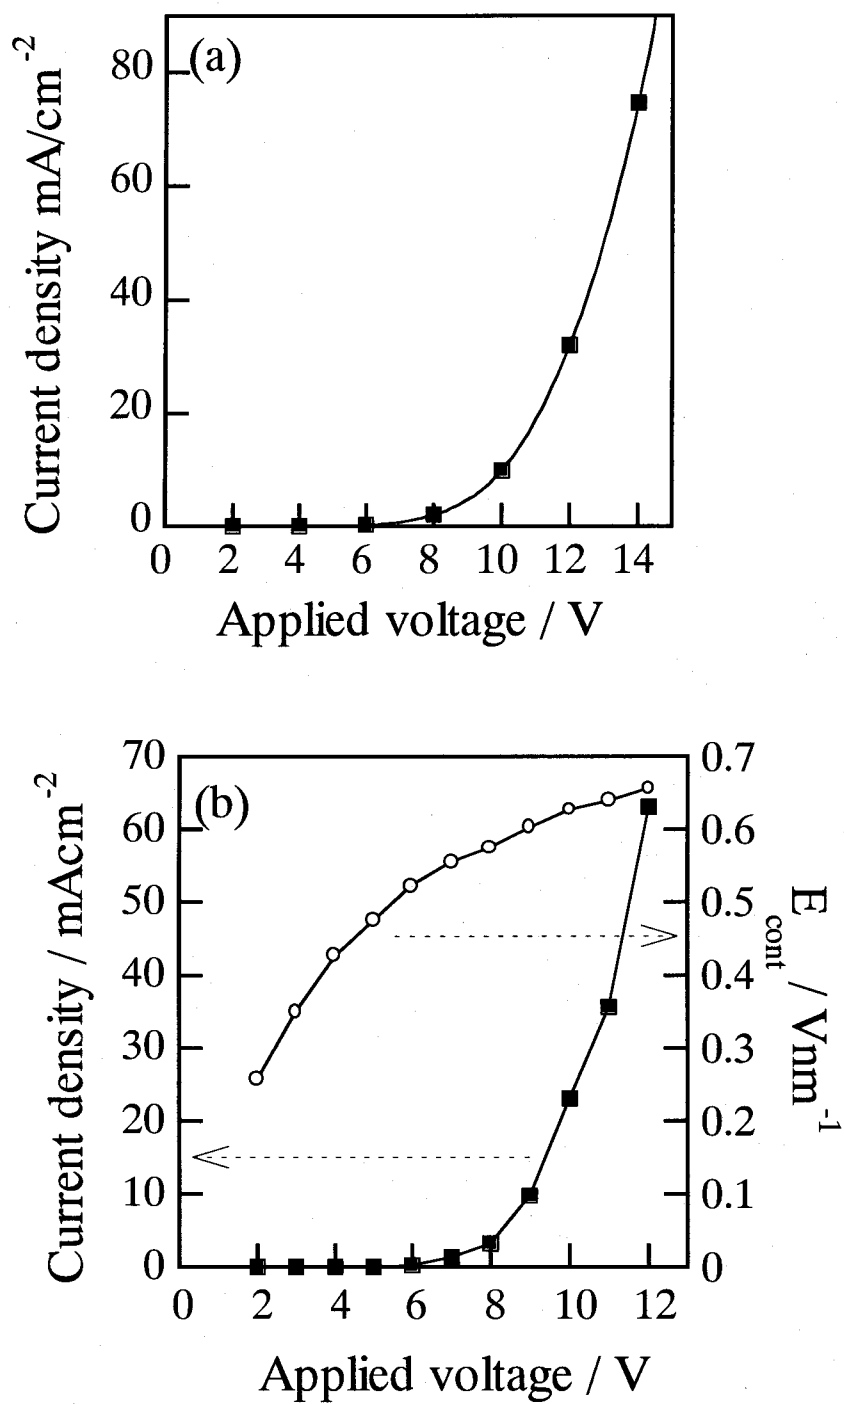 (a)
Current density mA/cm-2
80
60
40
20
0
0 2 4 6 8 10 12 14
Applied voltage / V
(b)
Current density / mAcm-2
70
60
50
40
30
20
10
0
0.7
0.6
0.5
0.4
0.3
0.2
0.1
0
Econt / Vnm-1
0 2 4 6 8 10 12
Applied voltage / V